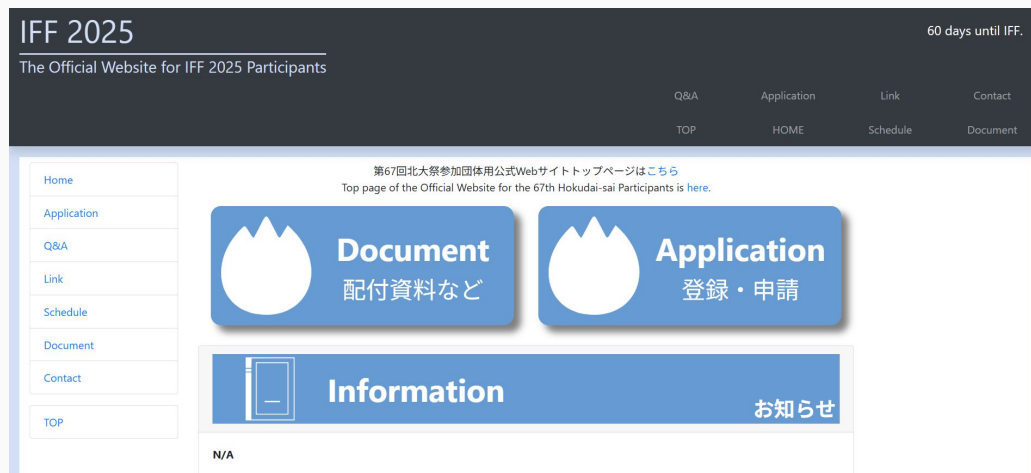 IFF 2025
60 days until IFF.
The Official Website for IFF 2025 Participants
Q&A Application Link Contact
TOP HOME Schedule Document
Home
Application
Q&A
Link
Schedule
Document
Contact
TOP
第67回北大祭参加団体用公式Webサイトトップページはこちら
Top page of the Official Website for the 67th Hokudai-sai Participants is here.
Document
配付資料など
Application
登録・申請
Information
お知らせ
N/A